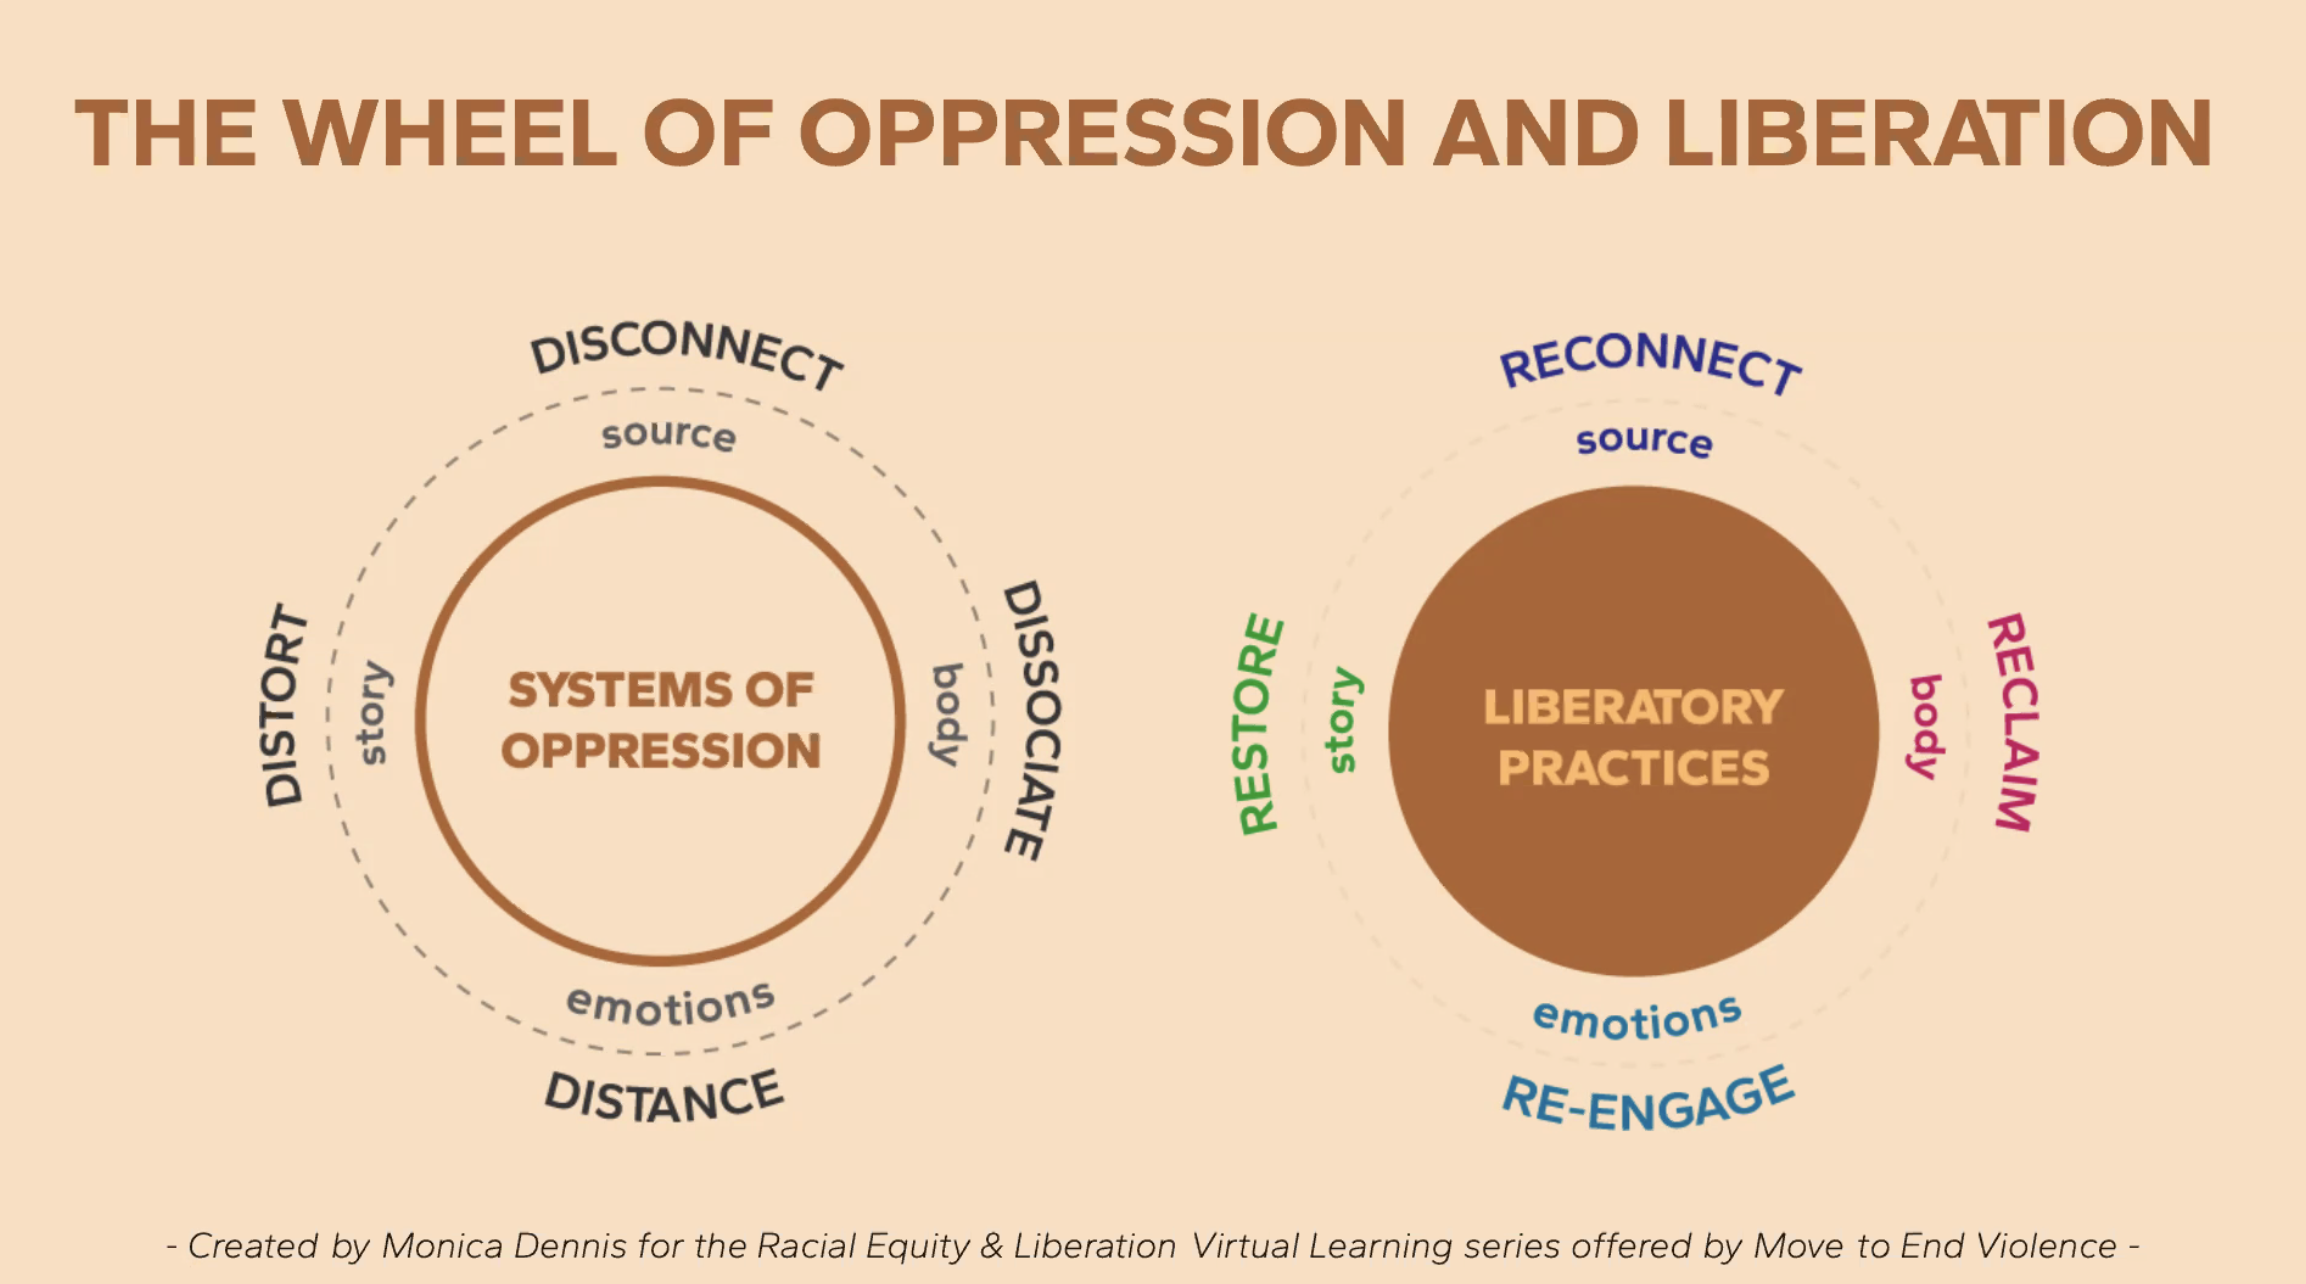 THE WHEEL OF OPPRESSION AND LIBERATION
DISCONNECT
source
DISTORT
story
SYSTEMS OF
OPPRESSION
body
DISSOCIATE
emotions
DISTANCE
RECONNECT
source
RESTORE
story
LIBERATORY
PRACTICES
body
RECLAIM
emotions
RE-ENGAGE
- Created by Monica Dennis for the Racial Equity & Liberation Virtual Learning series offered by Move to End Violence -